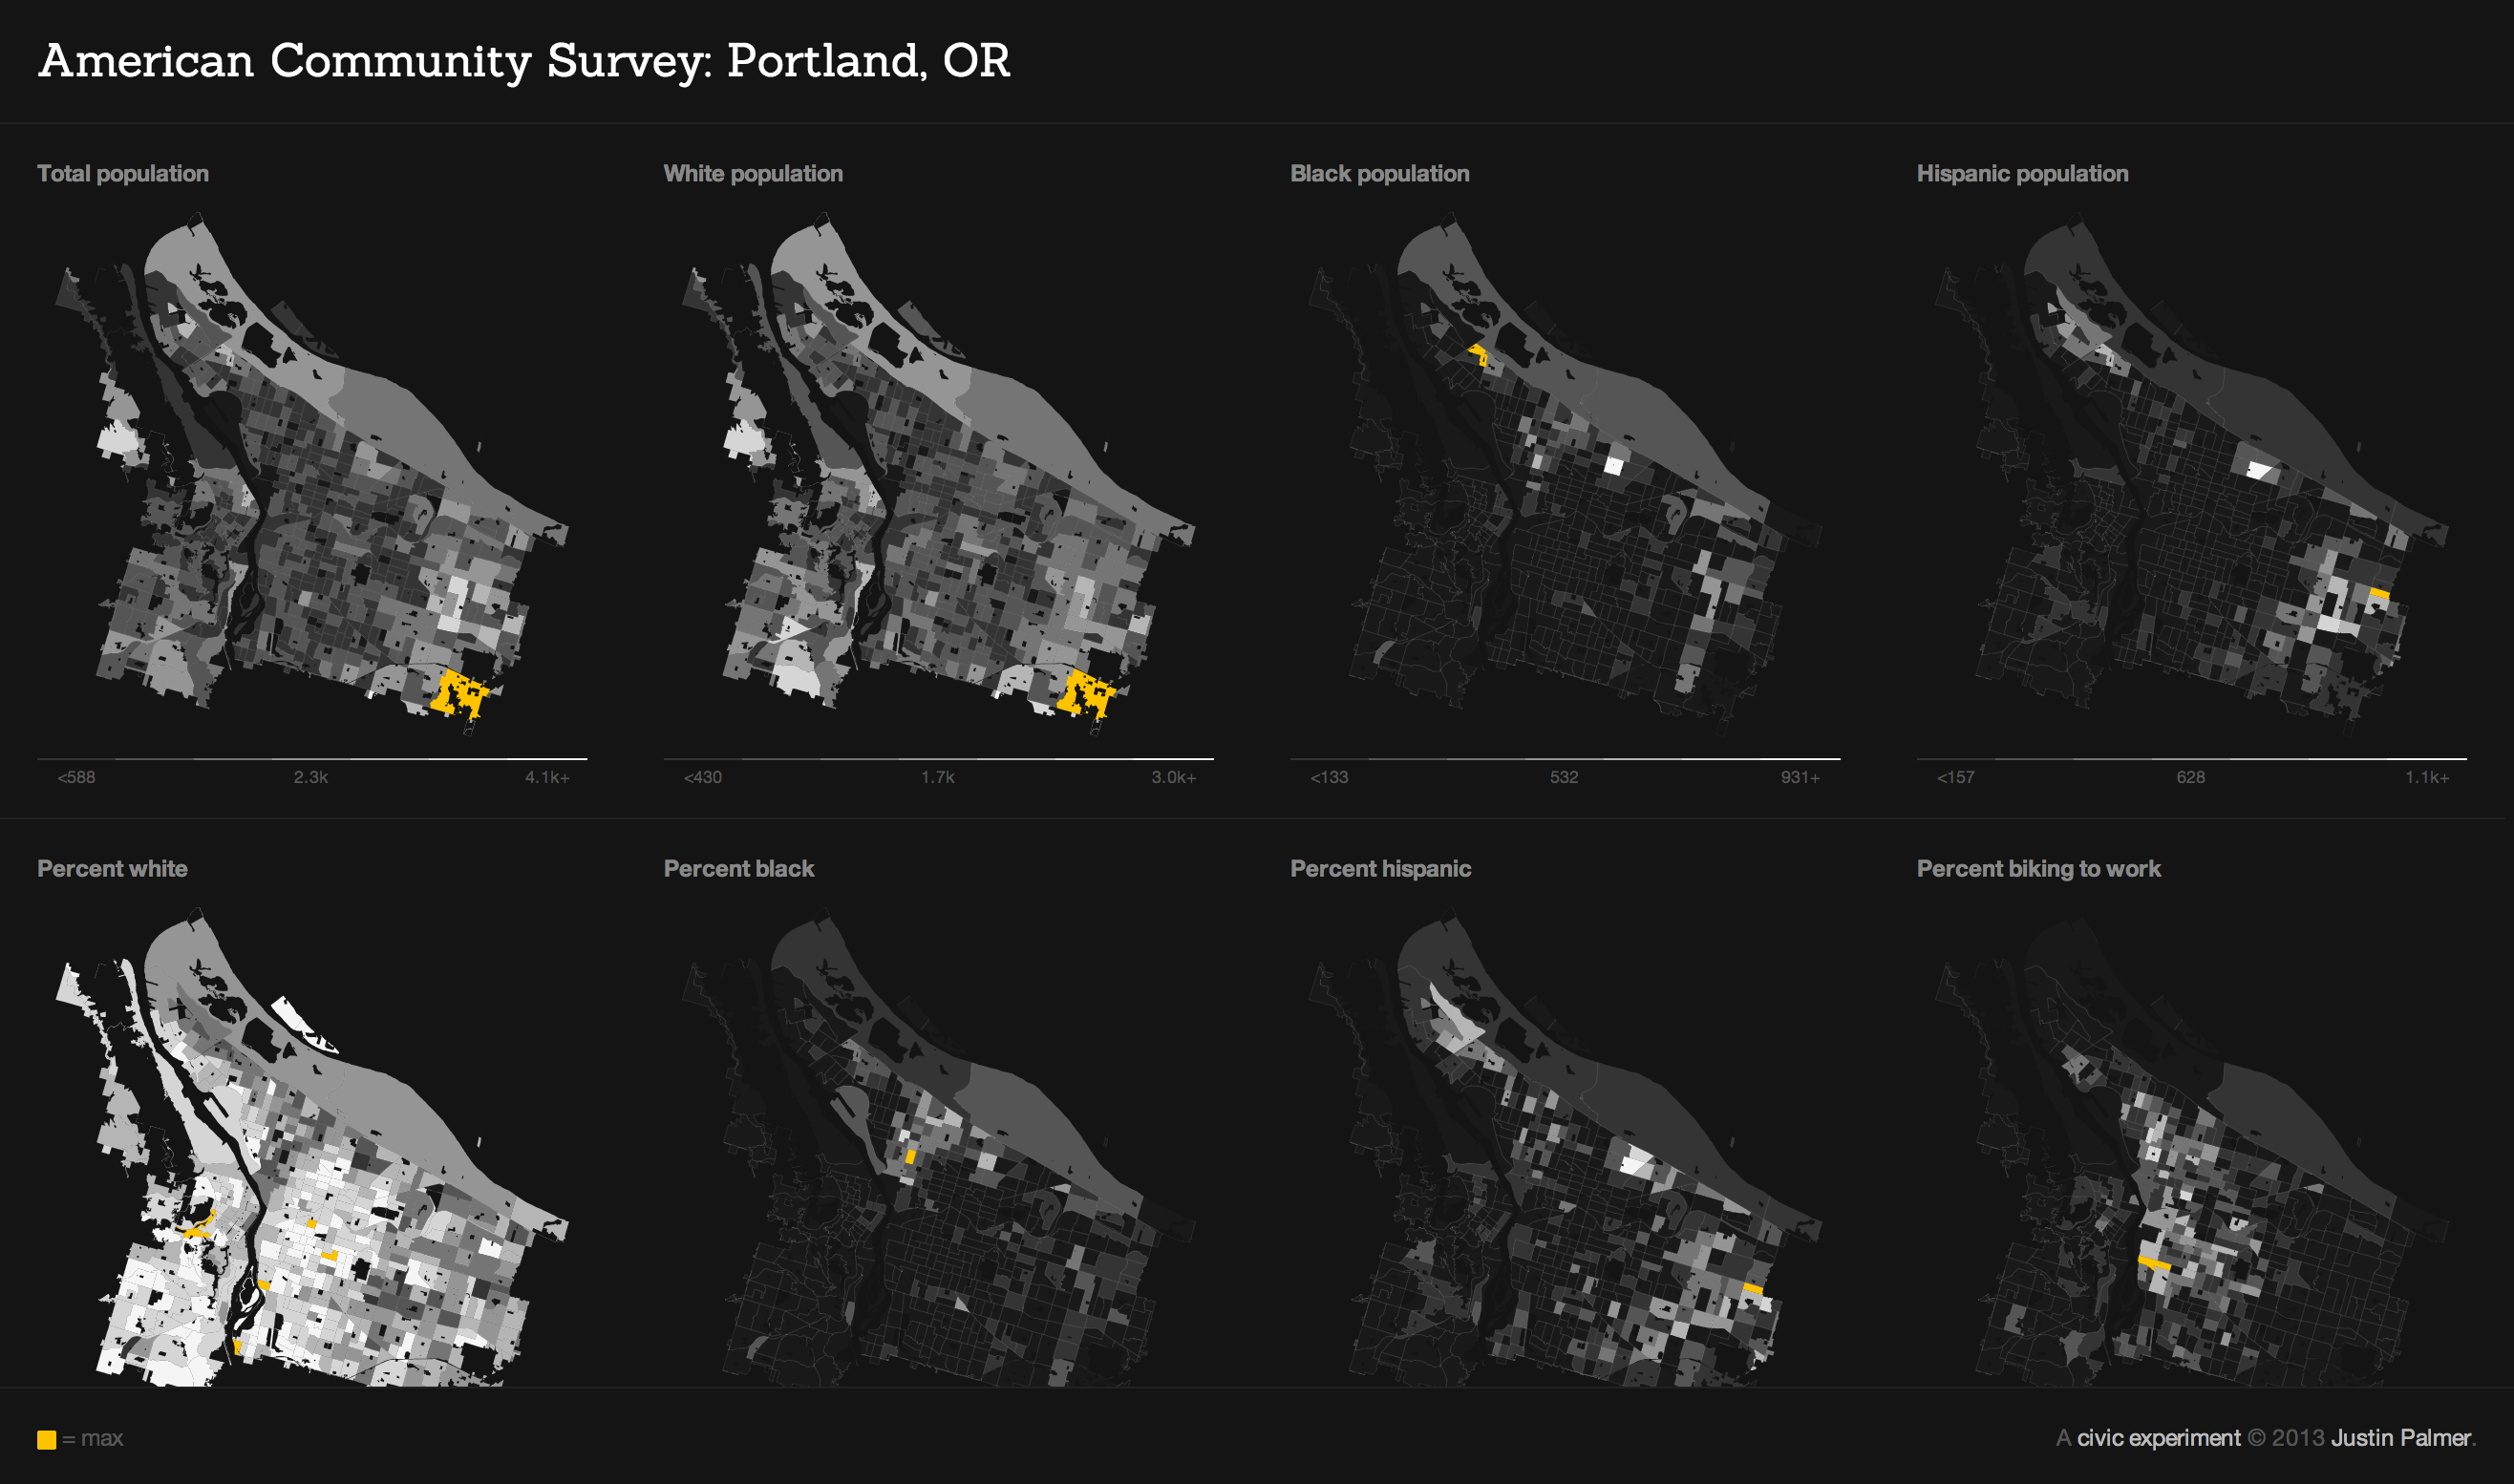 American Community Survey: Portland, OR
Total population
White population
Black population
Hispanic population
<588 2.3k 4.1k+
<430 1.7k 3.0k+
<133 532 931+
<157 628 1.1k+
Percent white
Percent black
Percent hispanic
Percent biking to work
= max
A civic experiment © 2013 Justin Palmer.